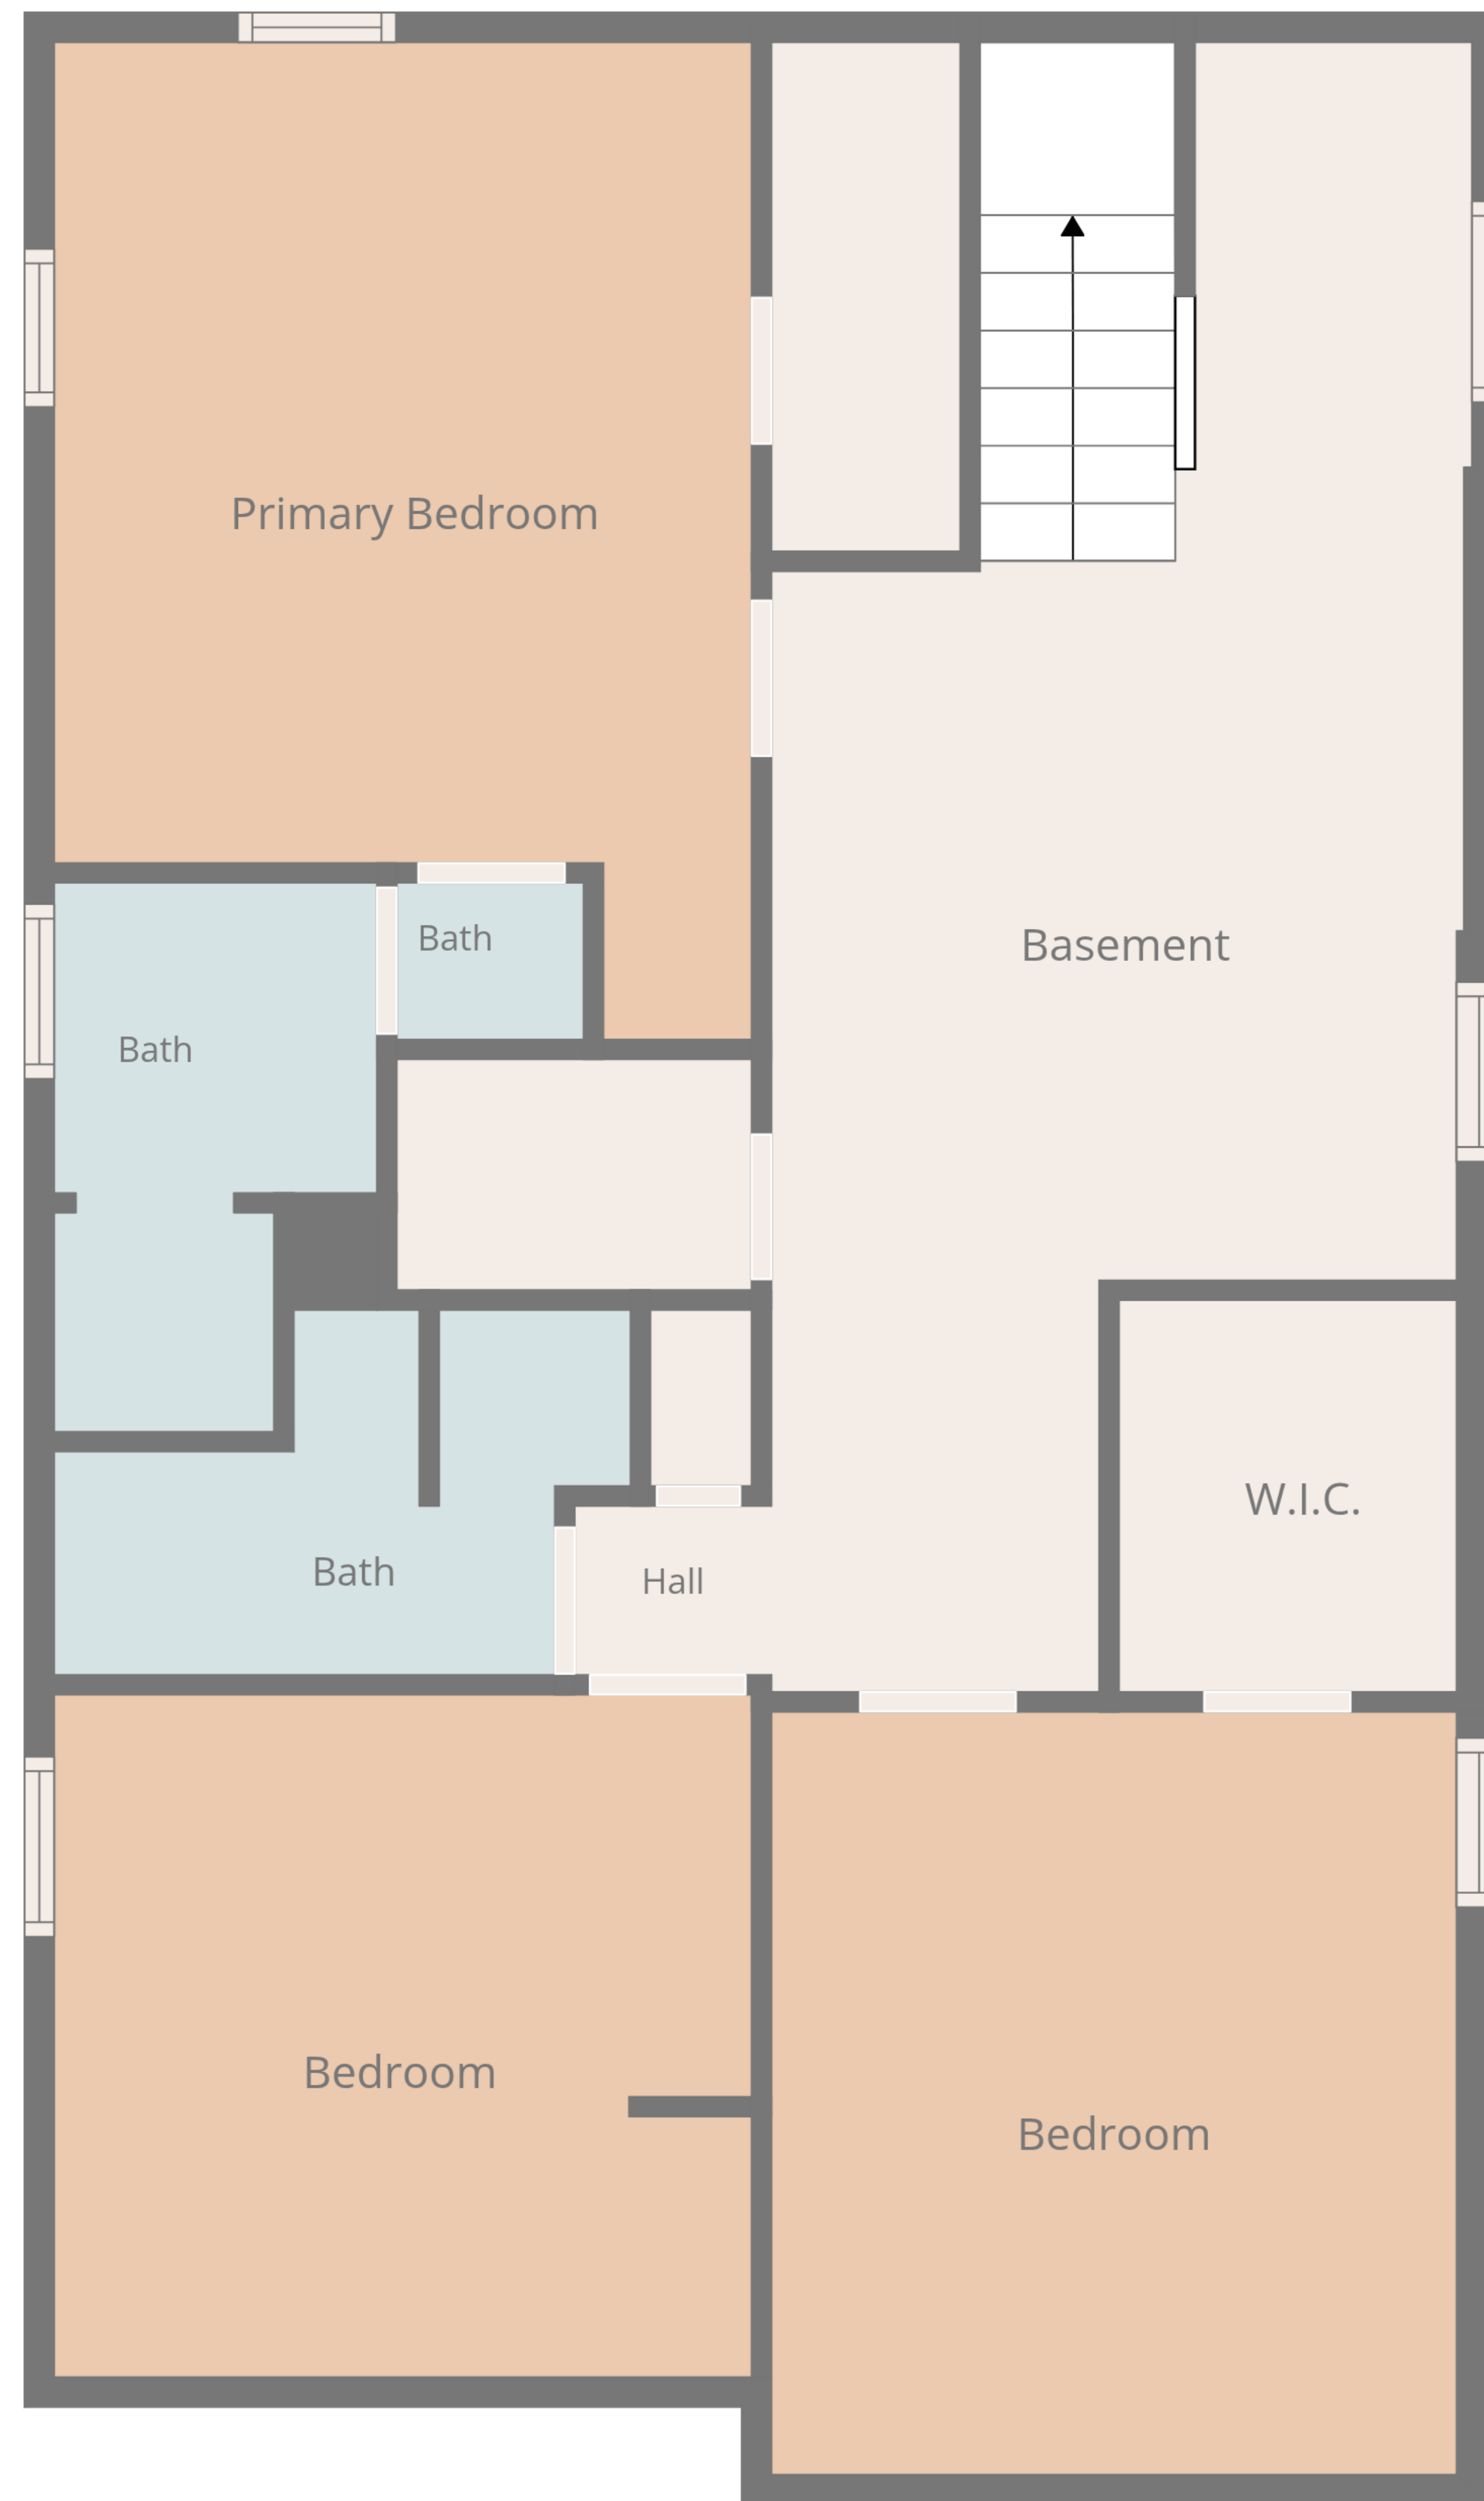 Primary Bedroom
Bath
Basement
Bath
W.I.C.
Bath
Hall
Bedroom
Bedroom